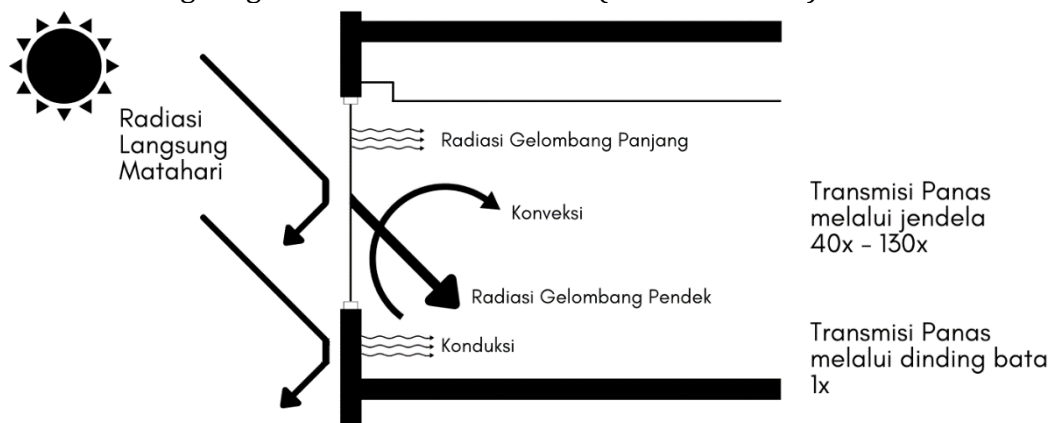 Radiasi
Langsung
Matahari
Radiasi Gelombang Panjang
Konveksi
Radiasi Gelombang Pendek
Konduksi
Transmisi Panas
melalui jendela
40x - 130x
Transmisi Panas
melalui dinding bata
1x